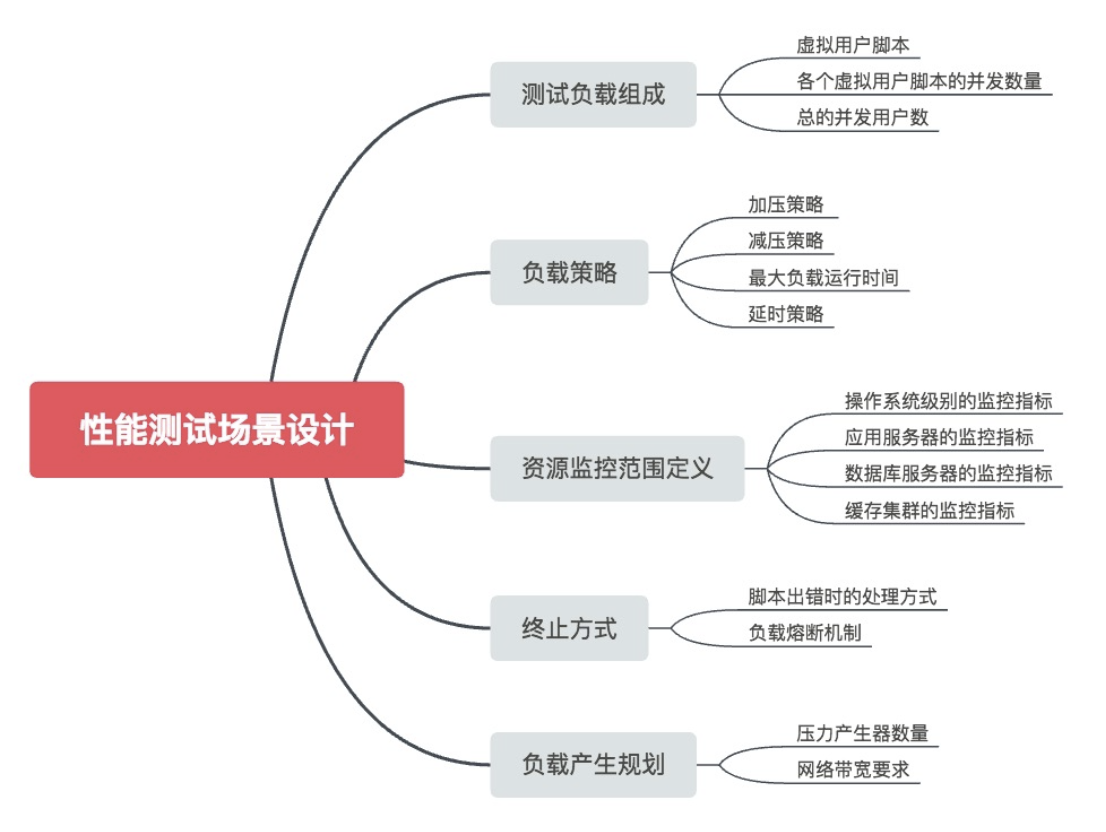 性能测试场景设计
测试负载组成
虚拟用户脚本
各个虚拟用户脚本的并发数量
总的并发用户数
负载策略
加压策略
减压策略
最大负载运行时间
延时策略
资源监控范围定义
操作系统级别的监控指标
应用服务器的监控指标
数据库服务器的监控指标
缓存集群的监控指标
终止方式
脚本出错时的处理方式
负载熔断机制
负载产生规划
压力产生器数量
网络带宽要求